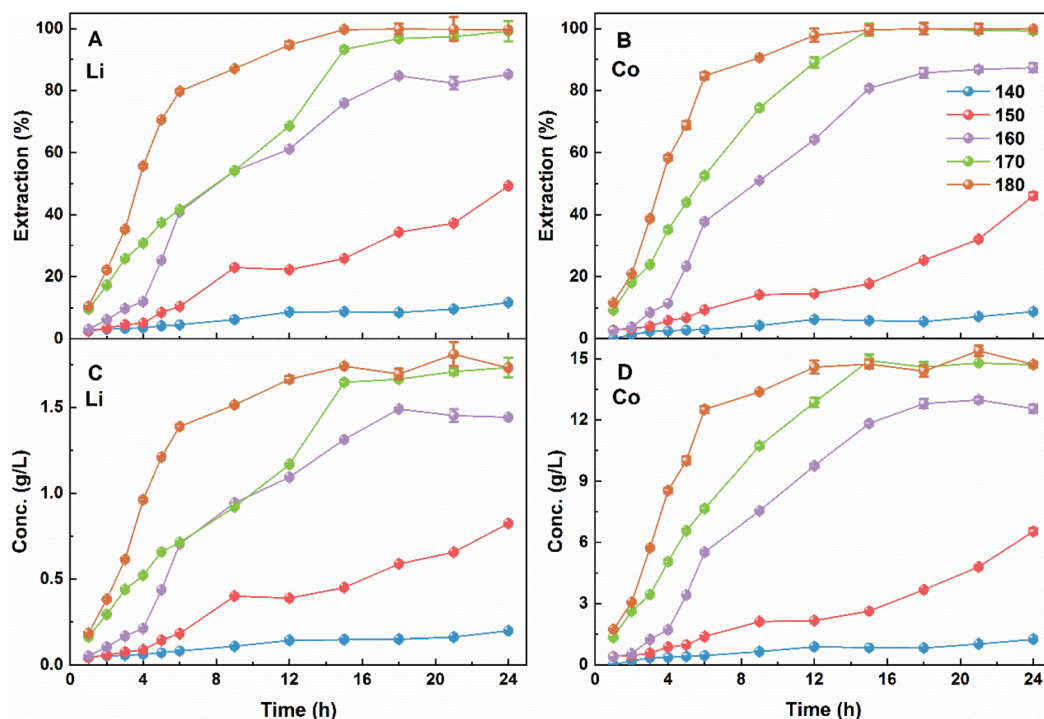 A
Li
Extraction (%)
100
80
60
40
20
0
B
Co
Extraction (%)
100
80
60
40
20
0
140
150
160
170
180
C
Li
Conc. (g/L)
1.5
1.0
0.5
0.0
0 4 8 12 16 20 24
Time (h)
D
Co
Conc. (g/L)
15
12
9
6
3
0
0 4 8 12 16 20 24
Time (h)